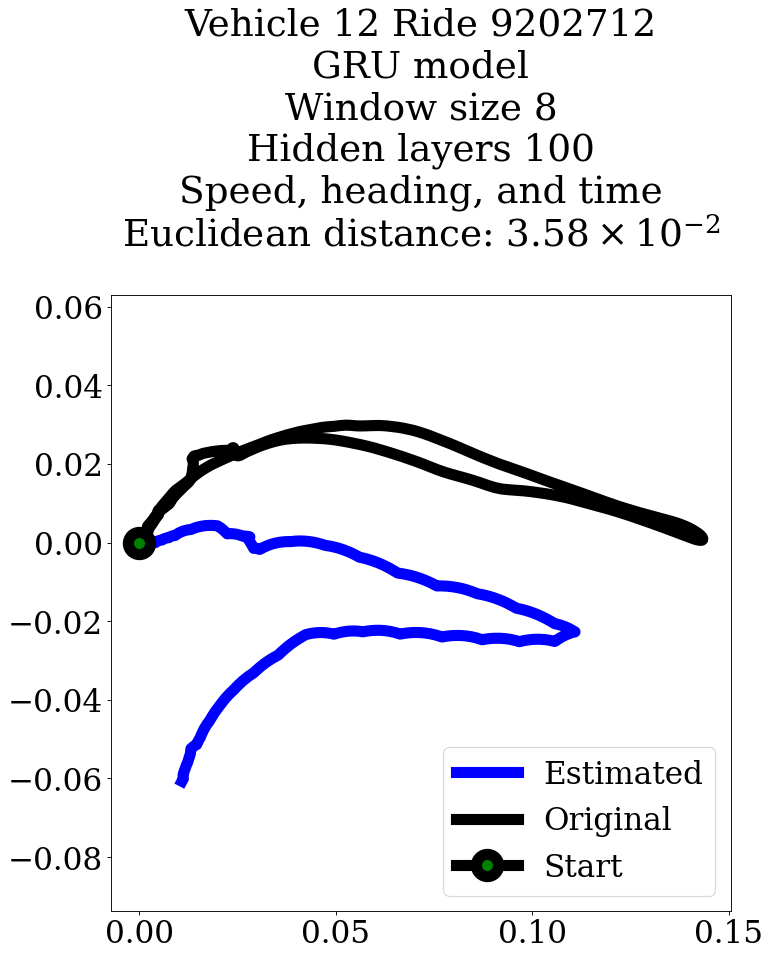 Vehicle 12 Ride 9202712
GRU model
Window size 8
Hidden layers 100
Speed, heading, and time
Euclidean distance: 3.58 × 10⁻²
0.06
0.04
0.02
0.00
−0.02
−0.04
−0.06
−0.08
Estimated
Original
Start
0.00 0.05 0.10 0.15